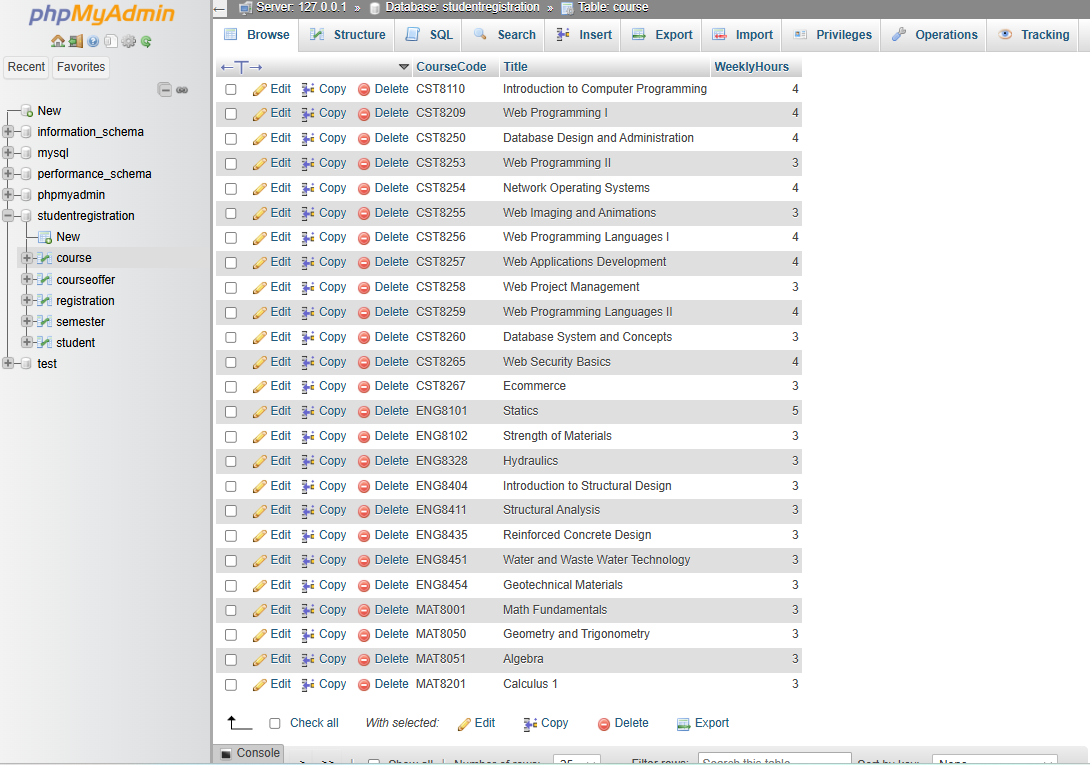 phpMyAdmin
Recent Favorites
New
information_schema
mysql
performance_schema
phpmyadmin
studentregistration
New
course
courseoffer
registration
semester
student
test
Server: 127.0.0.1 » Database: studentregistration » Table: course
Browse Structure SQL Search Insert Export Import Privileges Operations Tracking
←T→ CourseCode Title WeeklyHours
Edit Copy Delete CST8110 Introduction to Computer Programming 4
Edit Copy Delete CST8209 Web Programming I 4
Edit Copy Delete CST8250 Database Design and Administration 4
Edit Copy Delete CST8253 Web Programming II 3
Edit Copy Delete CST8254 Network Operating Systems 4
Edit Copy Delete CST8255 Web Imaging and Animations 3
Edit Copy Delete CST8256 Web Programming Languages I 4
Edit Copy Delete CST8257 Web Applications Development 4
Edit Copy Delete CST8258 Web Project Management 3
Edit Copy Delete CST8259 Web Programming Languages II 4
Edit Copy Delete CST8260 Database System and Concepts 3
Edit Copy Delete CST8265 Web Security Basics 4
Edit Copy Delete CST8267 Ecommerce 3
Edit Copy Delete ENG8101 Statics 5
Edit Copy Delete ENG8102 Strength of Materials 3
Edit Copy Delete ENG8328 Hydraulics 3
Edit Copy Delete ENG8404 Introduction to Structural Design 3
Edit Copy Delete ENG8411 Structural Analysis 3
Edit Copy Delete ENG8435 Reinforced Concrete Design 3
Edit Copy Delete ENG8451 Water and Waste Water Technology 3
Edit Copy Delete ENG8454 Geotechnical Materials 3
Edit Copy Delete MAT8001 Math Fundamentals 3
Edit Copy Delete MAT8050 Geometry and Trigonometry 3
Edit Copy Delete MAT8051 Algebra 3
Edit Copy Delete MAT8201 Calculus 1 3
Check all With selected: Edit Copy Delete Export
Console
> >> | Show all | Number of rows: 25 Filter rows: Search this table Sort by key: None